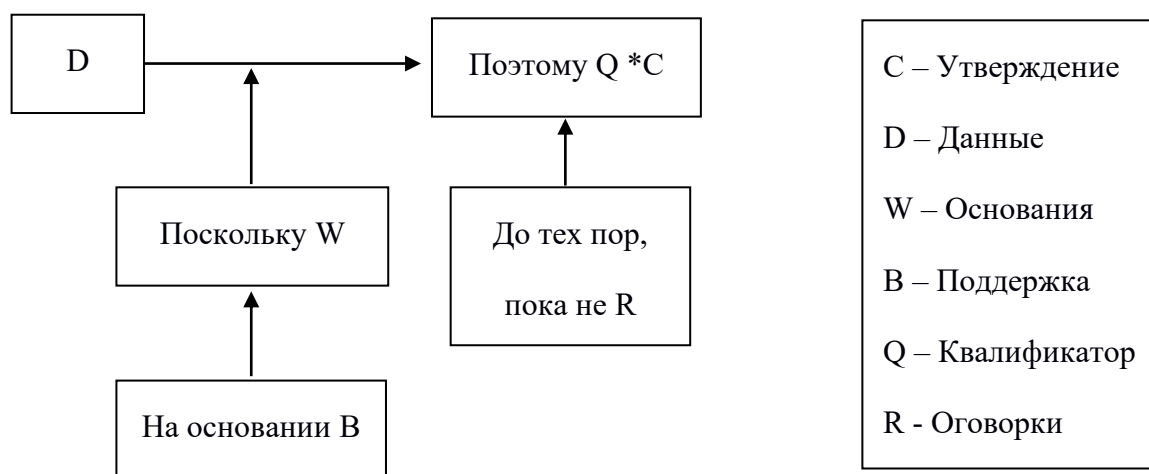 D
Поэтому Q *C
Поскольку W
До тех пор,
пока не R
На основании B
C – Утверждение
D – Данные
W – Основания
B – Поддержка
Q – Квалификатор
R - Оговорки